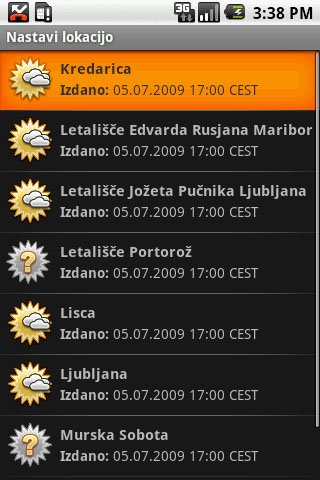 3G
3:38 PM
Nastavi lokacijo
Kredarica
Izdano: 05.07.2009 17:00 CEST
Letališče Edvarda Rusjana Maribor
Izdano: 05.07.2009 17:00 CEST
Letališče Jožeta Pučnika Ljubljana
Izdano: 05.07.2009 17:00 CEST
?
Letališče Portorož
Izdano: 05.07.2009 17:00 CEST
Lisca
Izdano: 05.07.2009 17:00 CEST
Ljubljana
Izdano: 05.07.2009 17:00 CEST
?
Murska Sobota
Izdano: 05.07.2009 17:00 CEST